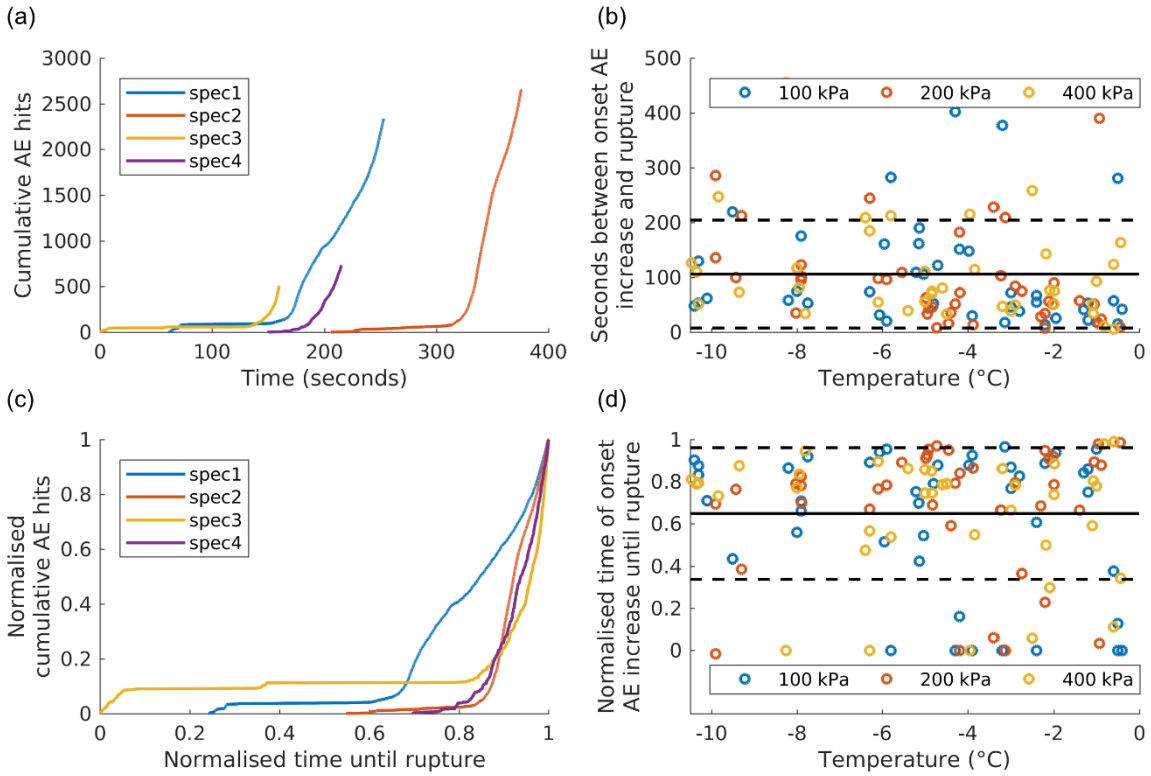 (a)
3000
2500
2000
1500
1000
500
0
Cumulative AE hits
spec1
spec2
spec3
spec4
0
100
200
300
400
Time (seconds)
(b)
500
400
300
200
100
0
Seconds between onset AE
increase and rupture
100 kPa
200 kPa
400 kPa
-10
-8
-6
-4
-2
0
Temperature (°C)
(c)
1
0.8
0.6
0.4
0.2
0
Normalised
cumulative AE hits
spec1
spec2
spec3
spec4
0
0.2
0.4
0.6
0.8
1
Normalised time until rupture
(d)
1
0.8
0.6
0.4
0.2
0
Normalised time of onset
AE increase until rupture
100 kPa
200 kPa
400 kPa
-10
-8
-6
-4
-2
0
Temperature (°C)